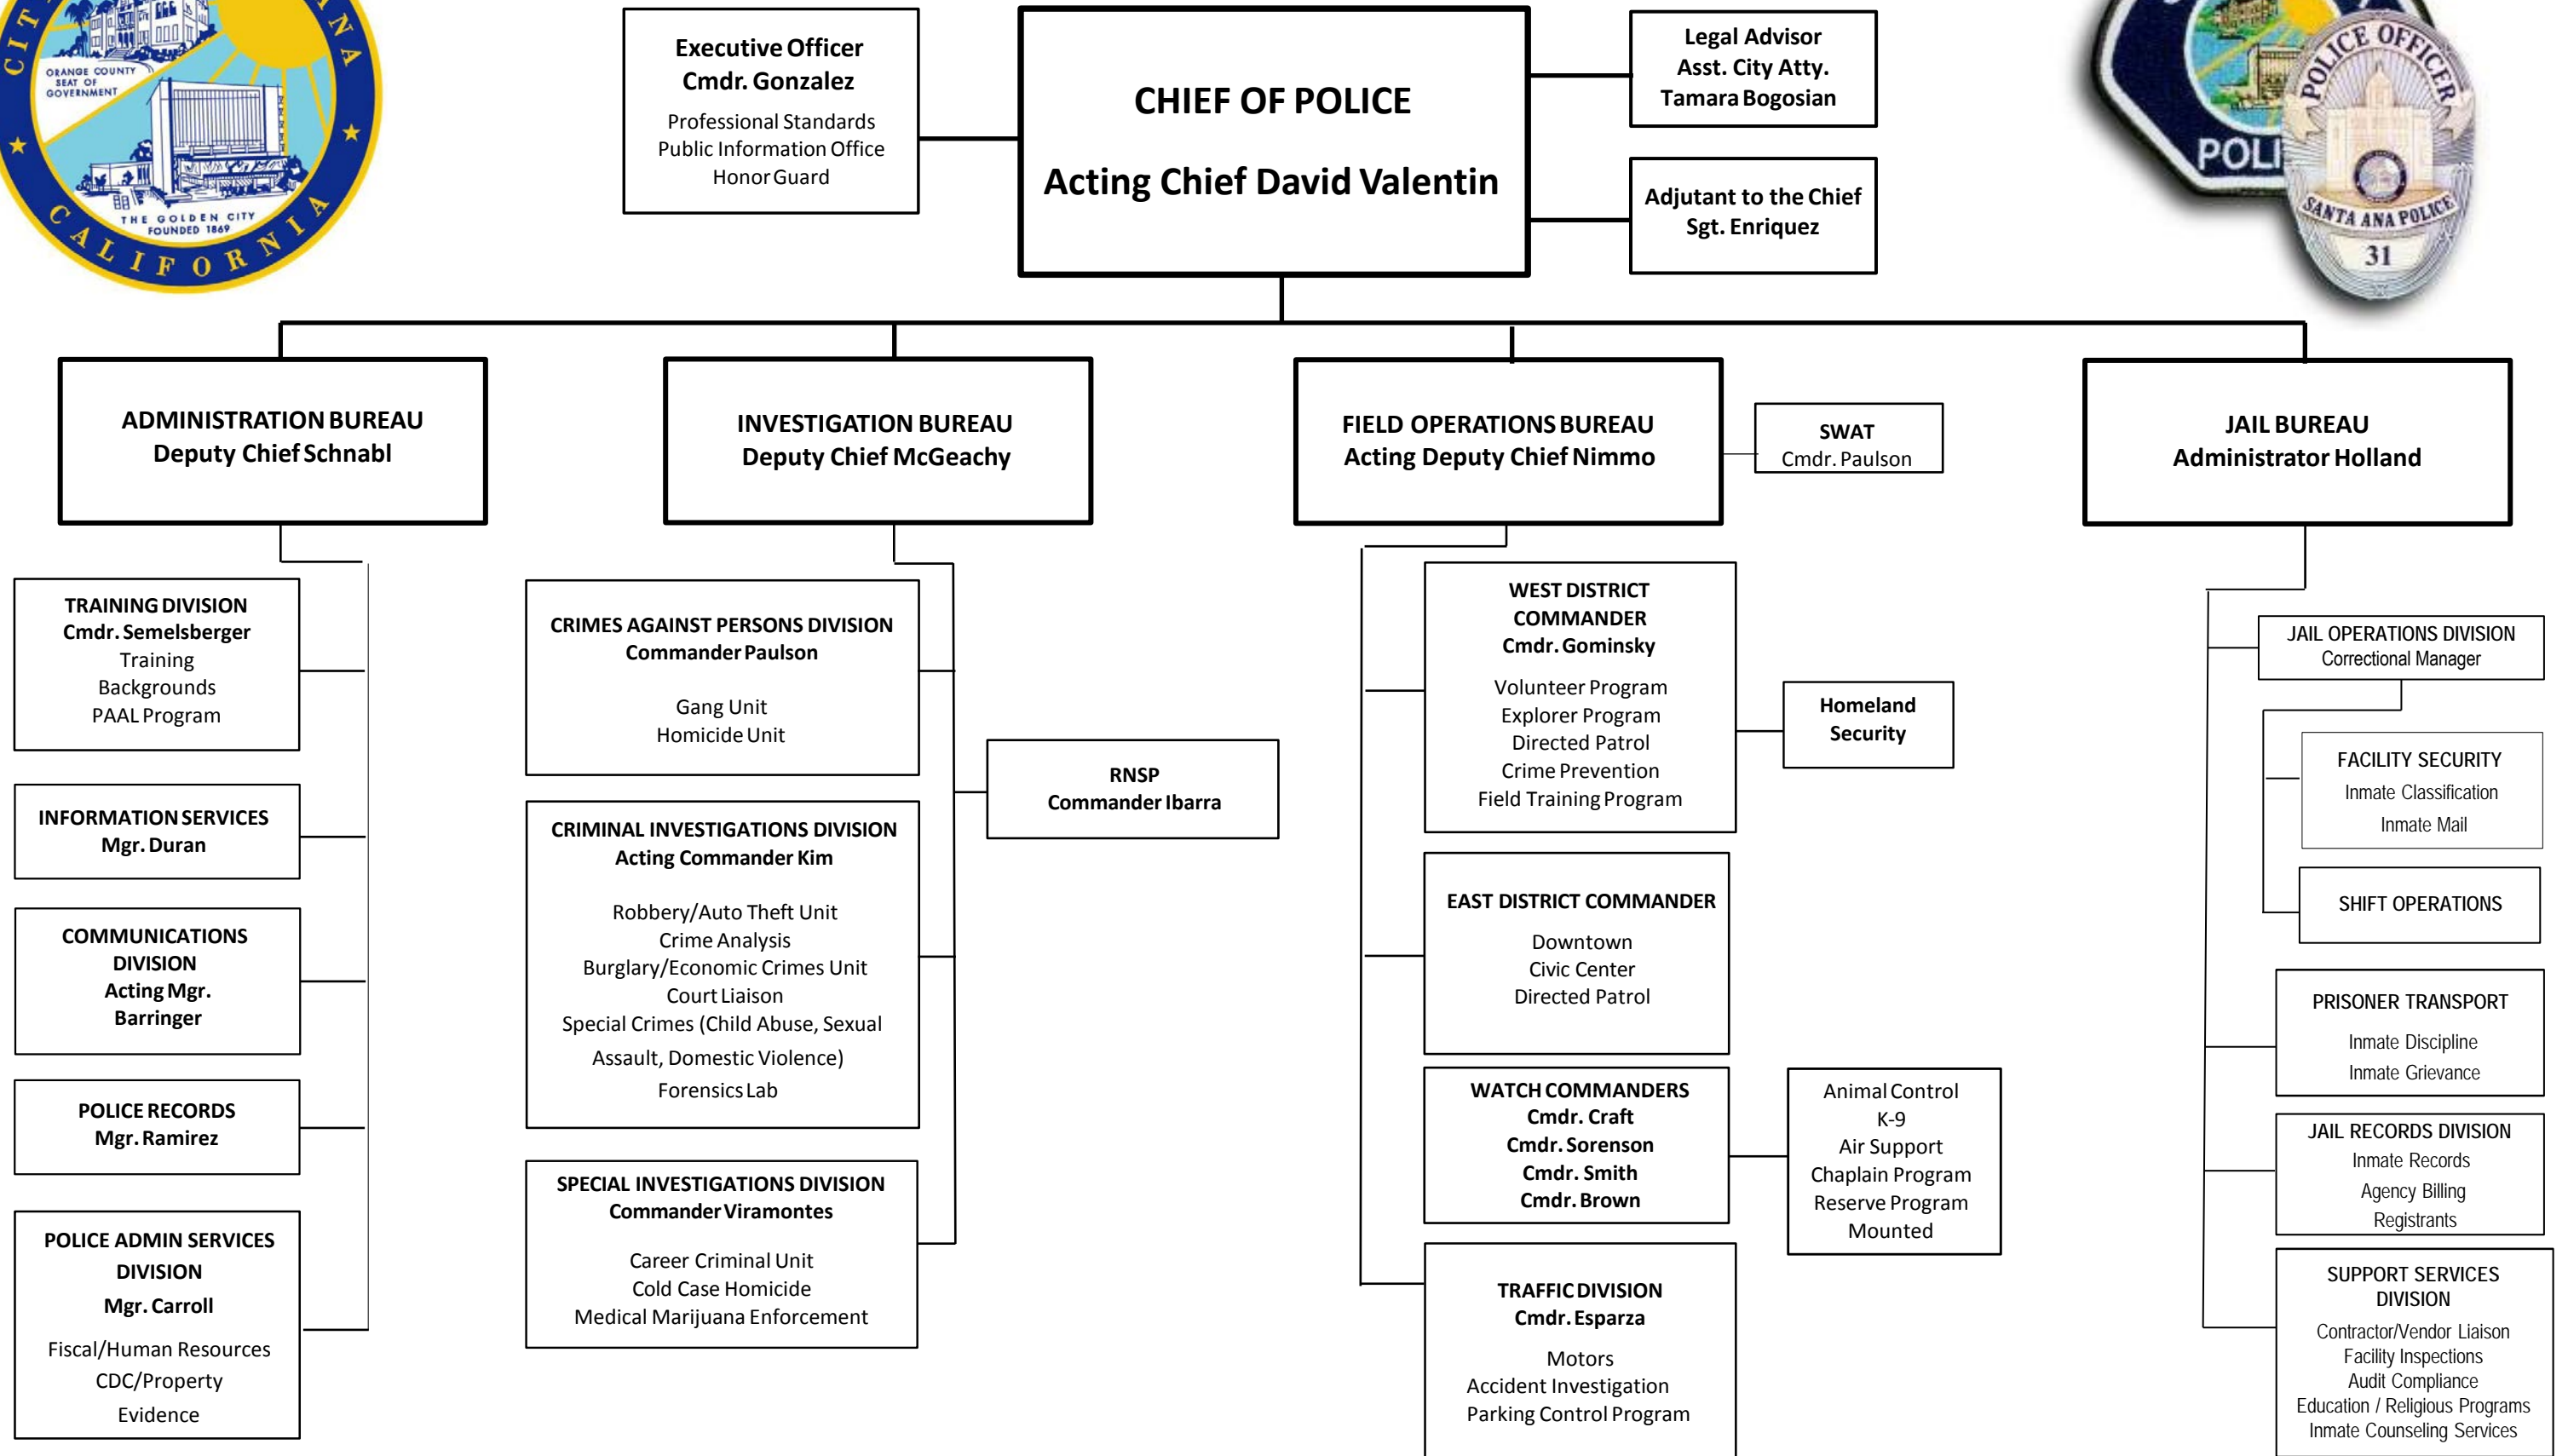 ORANGE COUNTY
SEAT OF
GOVERNMENT
THE GOLDEN CITY
FOUNDED 1869
CALIFORNIA
Executive Officer
Cmdr. Gonzalez
Professional Standards
Public Information Office
Honor Guard
CHIEF OF POLICE
Acting Chief David Valentin
Legal Advisor
Asst. City Atty.
Tamara Bogosian
Adjutant to the Chief
Sgt. Enriquez
POLICE OFFICER
SANTA ANA POLICE
31
ADMINISTRATION BUREAU
Deputy Chief Schnabl
INVESTIGATION BUREAU
Deputy Chief McGeachy
FIELD OPERATIONS BUREAU
Acting Deputy Chief Nimmo
SWAT
Cmdr. Paulson
JAIL BUREAU
Administrator Holland
TRAINING DIVISION
Cmdr. Semelsberger
Training
Backgrounds
PAAL Program
INFORMATION SERVICES
Mgr. Duran
COMMUNICATIONS
DIVISION
Acting Mgr.
Barringer
POLICE RECORDS
Mgr. Ramirez
POLICE ADMIN SERVICES
DIVISION
Mgr. Carroll
Fiscal/Human Resources
CDC/Property
Evidence
CRIMES AGAINST PERSONS DIVISION
Commander Paulson
Gang Unit
Homicide Unit
CRIMINAL INVESTIGATIONS DIVISION
Acting Commander Kim
Robbery/Auto Theft Unit
Crime Analysis
Burglary/Economic Crimes Unit
Court Liaison
Special Crimes (Child Abuse, Sexual
Assault, Domestic Violence)
Forensics Lab
SPECIAL INVESTIGATIONS DIVISION
Commander Viramontes
Career Criminal Unit
Cold Case Homicide
Medical Marijuana Enforcement
RNSP
Commander Ibarra
WEST DISTRICT
COMMANDER
Cmdr. Gominsky
Volunteer Program
Explorer Program
Directed Patrol
Crime Prevention
Field Training Program
Homeland
Security
EAST DISTRICT COMMANDER
Downtown
Civic Center
Directed Patrol
WATCH COMMANDERS
Cmdr. Craft
Cmdr. Sorenson
Cmdr. Smith
Cmdr. Brown
Animal Control
K-9
Air Support
Chaplain Program
Reserve Program
Mounted
TRAFFIC DIVISION
Cmdr. Esparza
Motors
Accident Investigation
Parking Control Program
JAIL OPERATIONS DIVISION
Correctional Manager
FACILITY SECURITY
Inmate Classification
Inmate Mail
SHIFT OPERATIONS
PRISONER TRANSPORT
Inmate Discipline
Inmate Grievance
JAIL RECORDS DIVISION
Inmate Records
Agency Billing
Registrants
SUPPORT SERVICES
DIVISION
Contractor/Vendor Liaison
Facility Inspections
Audit Compliance
Education / Religious Programs
Inmate Counseling Services